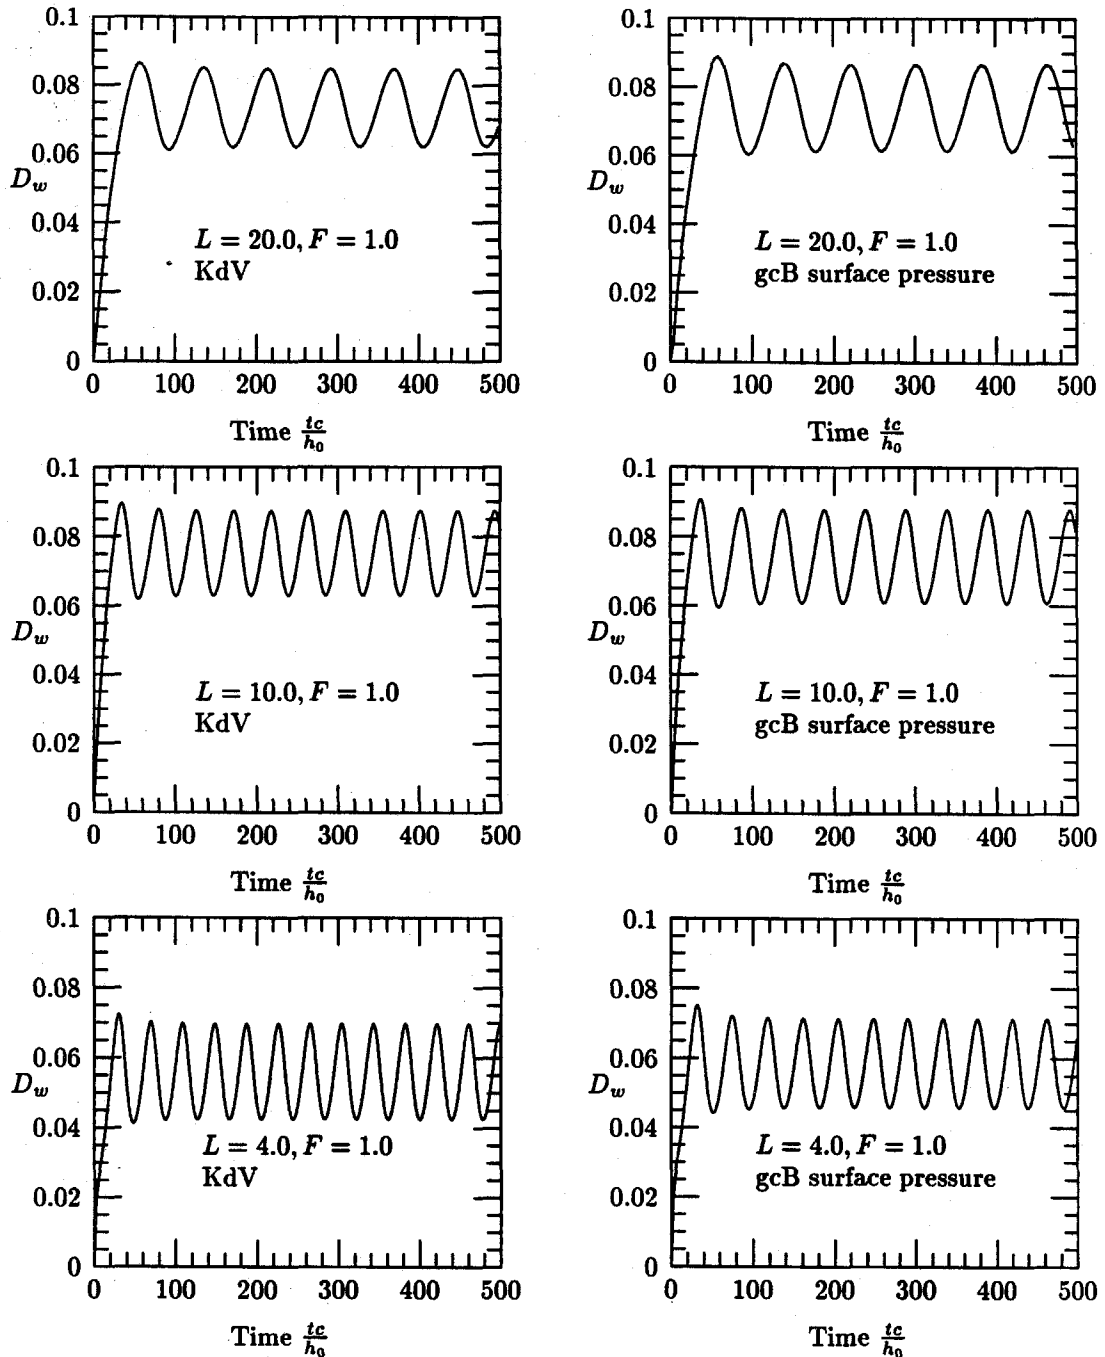 0.1
0.08
0.06
D_w
0.04
0.02
0
L = 20.0, F = 1.0
KdV
0 100 200 300 400 500
Time tc/h_0
0.1
0.08
0.06
D_w
0.04
0.02
0
L = 20.0, F = 1.0
gcB surface pressure
0 100 200 300 400 500
Time tc/h_0
0.1
0.08
0.06
D_w
0.04
0.02
0
L = 10.0, F = 1.0
KdV
0 100 200 300 400 500
Time tc/h_0
0.1
0.08
0.06
D_w
0.04
0.02
0
L = 10.0, F = 1.0
gcB surface pressure
0 100 200 300 400 500
Time tc/h_0
0.1
0.08
0.06
D_w
0.04
0.02
0
L = 4.0, F = 1.0
KdV
0 100 200 300 400 500
Time tc/h_0
0.1
0.08
0.06
D_w
0.04
0.02
0
L = 4.0, F = 1.0
gcB surface pressure
0 100 200 300 400 500
Time tc/h_0